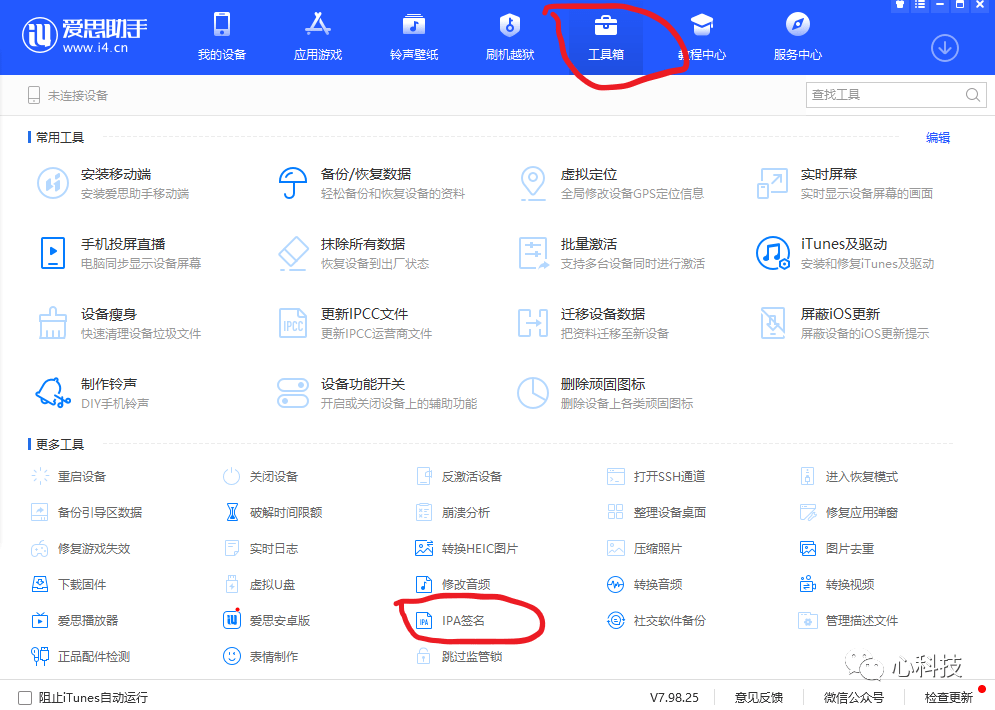 爱思助手
www.i4.cn
我的设备
应用游戏
铃声壁纸
刷机越狱
工具箱
教程中心
服务中心
未连接设备
查找工具
常用工具
编辑
安装移动端
安装爱思助手移动端
备份/恢复数据
轻松备份和恢复设备的资料
虚拟定位
全局修改设备GPS定位信息
实时屏幕
实时显示设备屏幕的画面
手机投屏直播
电脑同步显示设备屏幕
抹除所有数据
恢复设备到出厂状态
批量激活
支持多台设备同时进行激活
iTunes及驱动
安装和修复iTunes及驱动
设备瘦身
快速清理设备垃圾文件
IPCC
更新IPCC文件
更新IPCC运营商文件
迁移设备数据
把资料迁移至新设备
屏蔽iOS更新
屏蔽设备的iOS更新提示
制作铃声
DIY手机铃声
设备功能开关
开启或关闭设备上的辅助功能
删除顽固图标
删除设备上各类顽固图标
更多工具
重启设备
关闭设备
反激活设备
打开SSH通道
进入恢复模式
备份引导区数据
破解时间限额
崩溃分析
整理设备桌面
修复应用弹窗
修复游戏失效
实时日志
转换HEIC图片
压缩照片
图片去重
下载固件
虚拟U盘
修改音频
转换音频
转换视频
爱思播放器
爱思安卓版
IPA
IPA签名
社交软件备份
管理描述文件
正品配件检测
表情制作
跳过监管锁
心科技
阻止iTunes自动运行
V7.98.25
意见反馈
微信公众号
检查更新